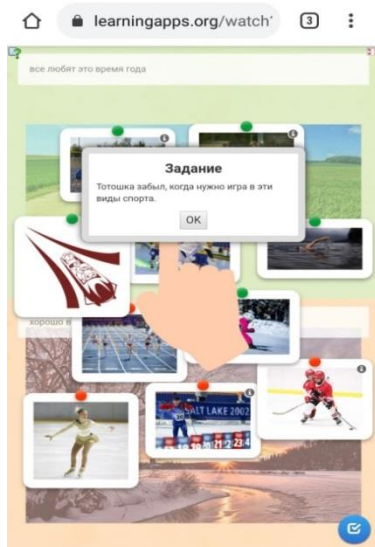 learningapps.org/watch
3
все любят это время года
Задание
Тотошка забыл, когда нужно игра в эти
виды спорта.
OK
хорошо в
SALT LAKE 2002